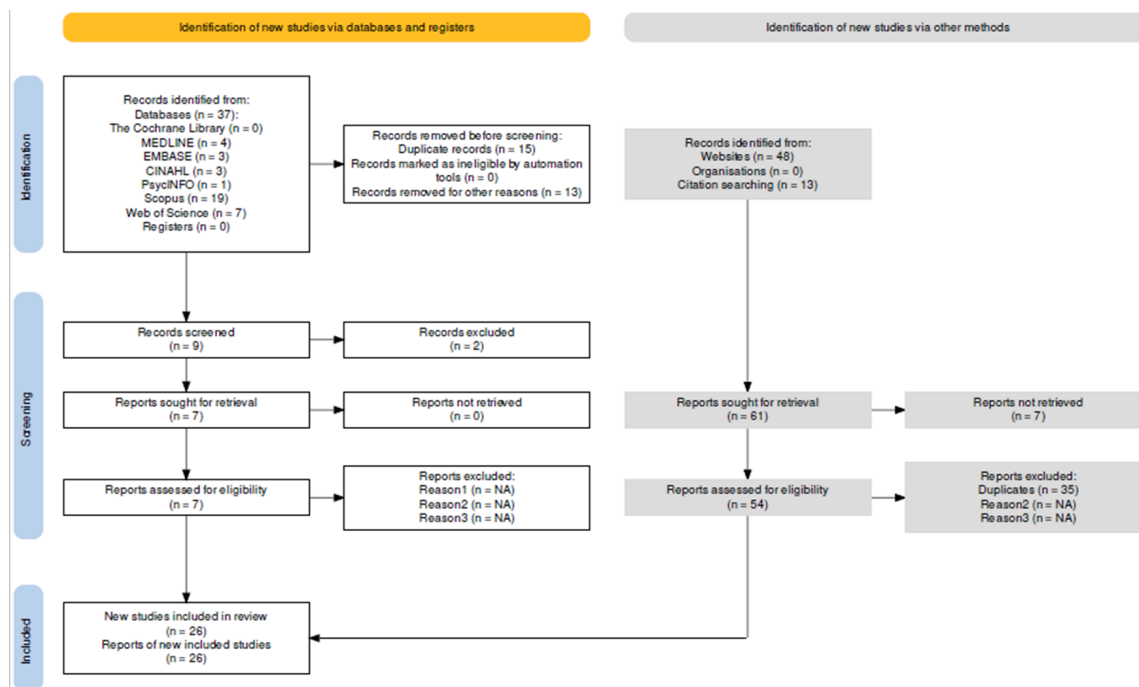 Identification of new studies via databases and registers
Identification of new studies via other methods
Identification
Records identified from:
Databases (n = 37):
The Cochrane Library (n = 0)
MEDLINE (n = 4)
EMBASE (n = 3)
CINAHL (n = 3)
PsycINFO (n = 1)
Scopus (n = 19)
Web of Science (n = 7)
Registers (n = 0)
Records removed before screening:
Duplicate records (n = 15)
Records marked as ineligible by automation
tools (n = 0)
Records removed for other reasons (n = 13)
Records identified from:
Websites (n = 48)
Organisations (n = 0)
Citation searching (n = 13)
Screening
Records screened
(n = 9)
Records excluded
(n = 2)
Reports sought for retrieval
(n = 7)
Reports not retrieved
(n = 0)
Reports sought for retrieval
(n = 61)
Reports not retrieved
(n = 7)
Reports assessed for eligibility
(n = 7)
Reports excluded:
Reason1 (n = NA)
Reason2 (n = NA)
Reason3 (n = NA)
Reports assessed for eligibility
(n = 54)
Reports excluded:
Duplicates (n = 35)
Reason2 (n = NA)
Reason3 (n = NA)
Included
New studies included in review
(n = 26)
Reports of new included studies
(n = 26)